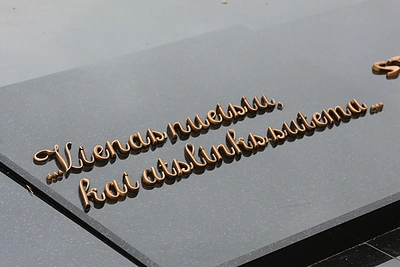 ...Vienas nueisiu,
kai atslinks sutema...